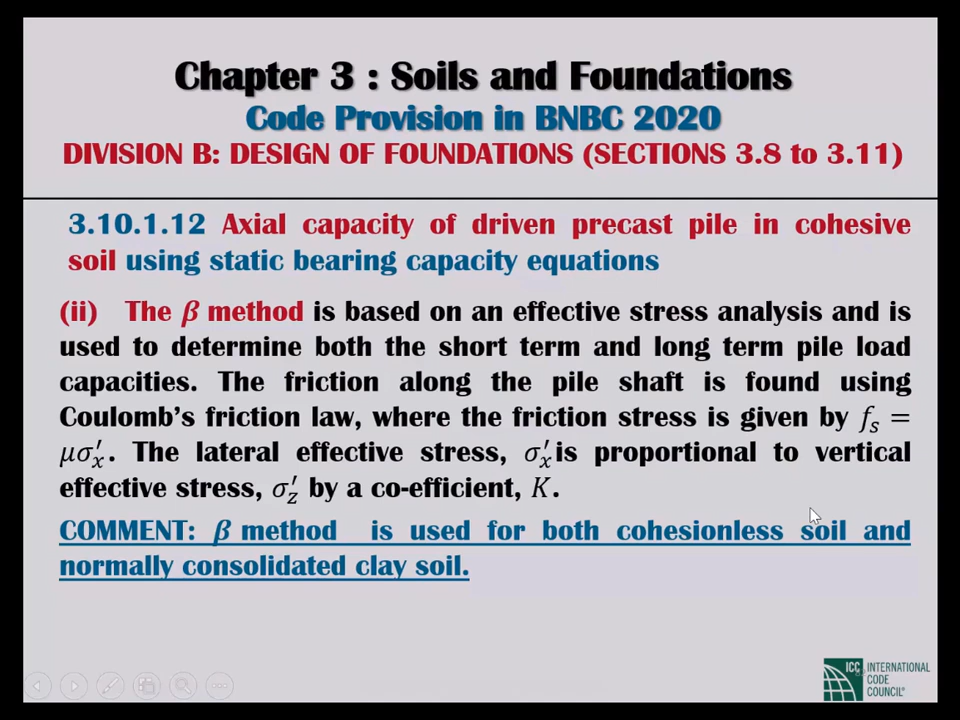 Chapter 3 : Soils and Foundations
Code Provision in BNBC 2020
DIVISION B: DESIGN OF FOUNDATIONS (SECTIONS 3.8 to 3.11)
3.10.1.12 Axial capacity of driven precast pile in cohesive
soil using static bearing capacity equations
(ii) The β method is based on an effective stress analysis and is
used to determine both the short term and long term pile load
capacities. The friction along the pile shaft is found using
Coulomb's friction law, where the friction stress is given by fₛ =
μσ′ₓ. The lateral effective stress, σ′ₓ is proportional to vertical
effective stress, σ′z by a co-efficient, K.
COMMENT: β method is used for both cohesionless soil and
normally consolidated clay soil.
ICC INTERNATIONAL
CODE
COUNCIL®